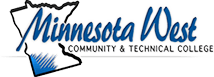 Minnesota West
COMMUNITY & TECHNICAL COLLEGE